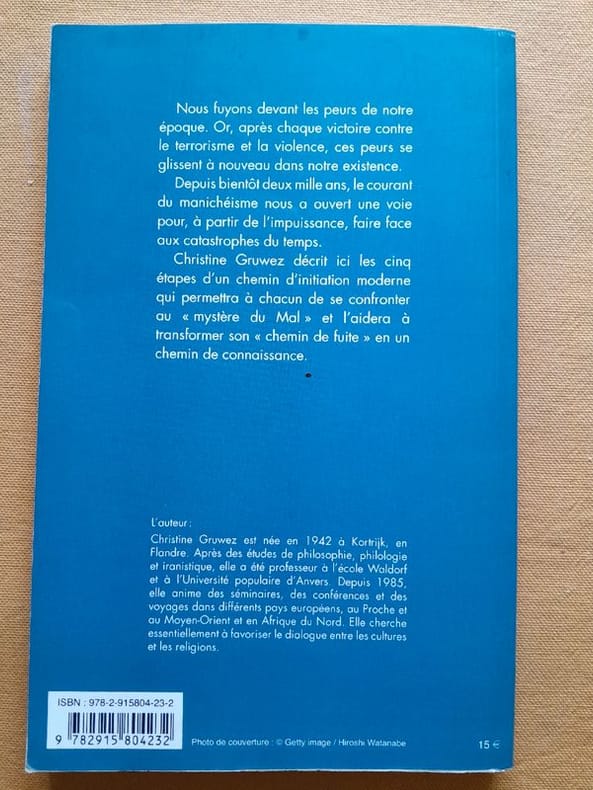 Nous fuyons devant les peurs de notre
époque. Or, après chaque victoire contre
le terrorisme et la violence, ces peurs se
glissent à nouveau dans notre existence.
Depuis bientôt deux mille ans, le courant
du manichéisme nous a ouvert une voie
pour, à partir de l'impuissance, faire face
aux catastrophes du temps.
Christine Gruwez décrit ici les cinq
étapes d'un chemin d'initiation moderne
qui permettra à chacun de se confronter
au « mystère du Mal » et l'aidera à
transformer son « chemin de fuite » en un
chemin de connaissance.
L'auteur :
Christine Gruwez est née en 1942 à Kortrijk, en
Flandre. Après des études de philosophie, philologie
et iranistique, elle a été professeur à l'école Waldorf
et à l'Université populaire d'Anvers. Depuis 1985,
elle anime des séminaires, des conférences et des
voyages dans différents pays européens, au Proche et
au Moyen-Orient et en Afrique du Nord. Elle cherche
essentiellement à favoriser le dialogue entre les cultures
et les religions.
ISBN : 978-2-915804-23-2
9 782915 804232
Photo de couverture : © Getty image / Hiroshi Watanabe
15 €